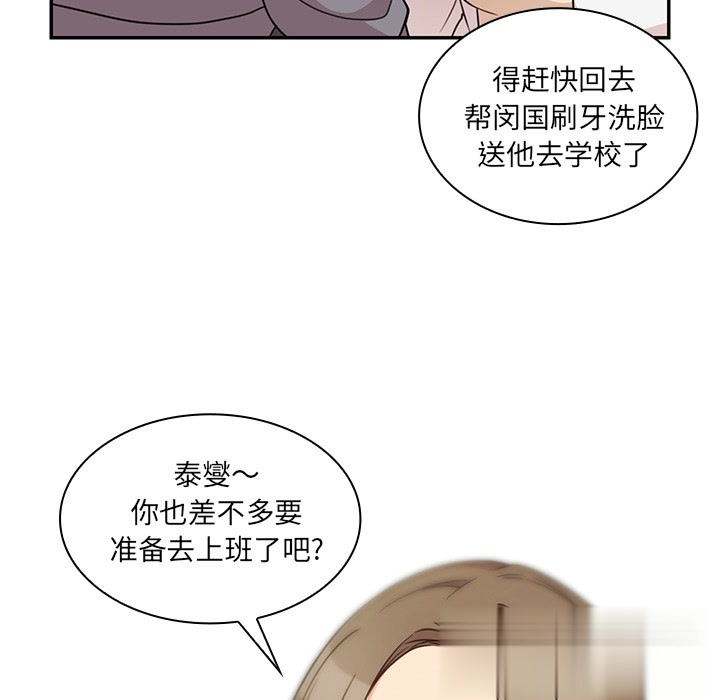 得赶快回去
帮闵国刷牙洗脸
送他去学校了
泰燮～
你也差不多要
准备去上班了吧?